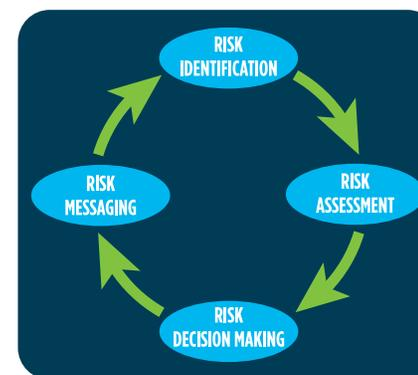 RISK
IDENTIFICATION
RISK
ASSESSMENT
RISK
DECISION MAKING
RISK
MESSAGING